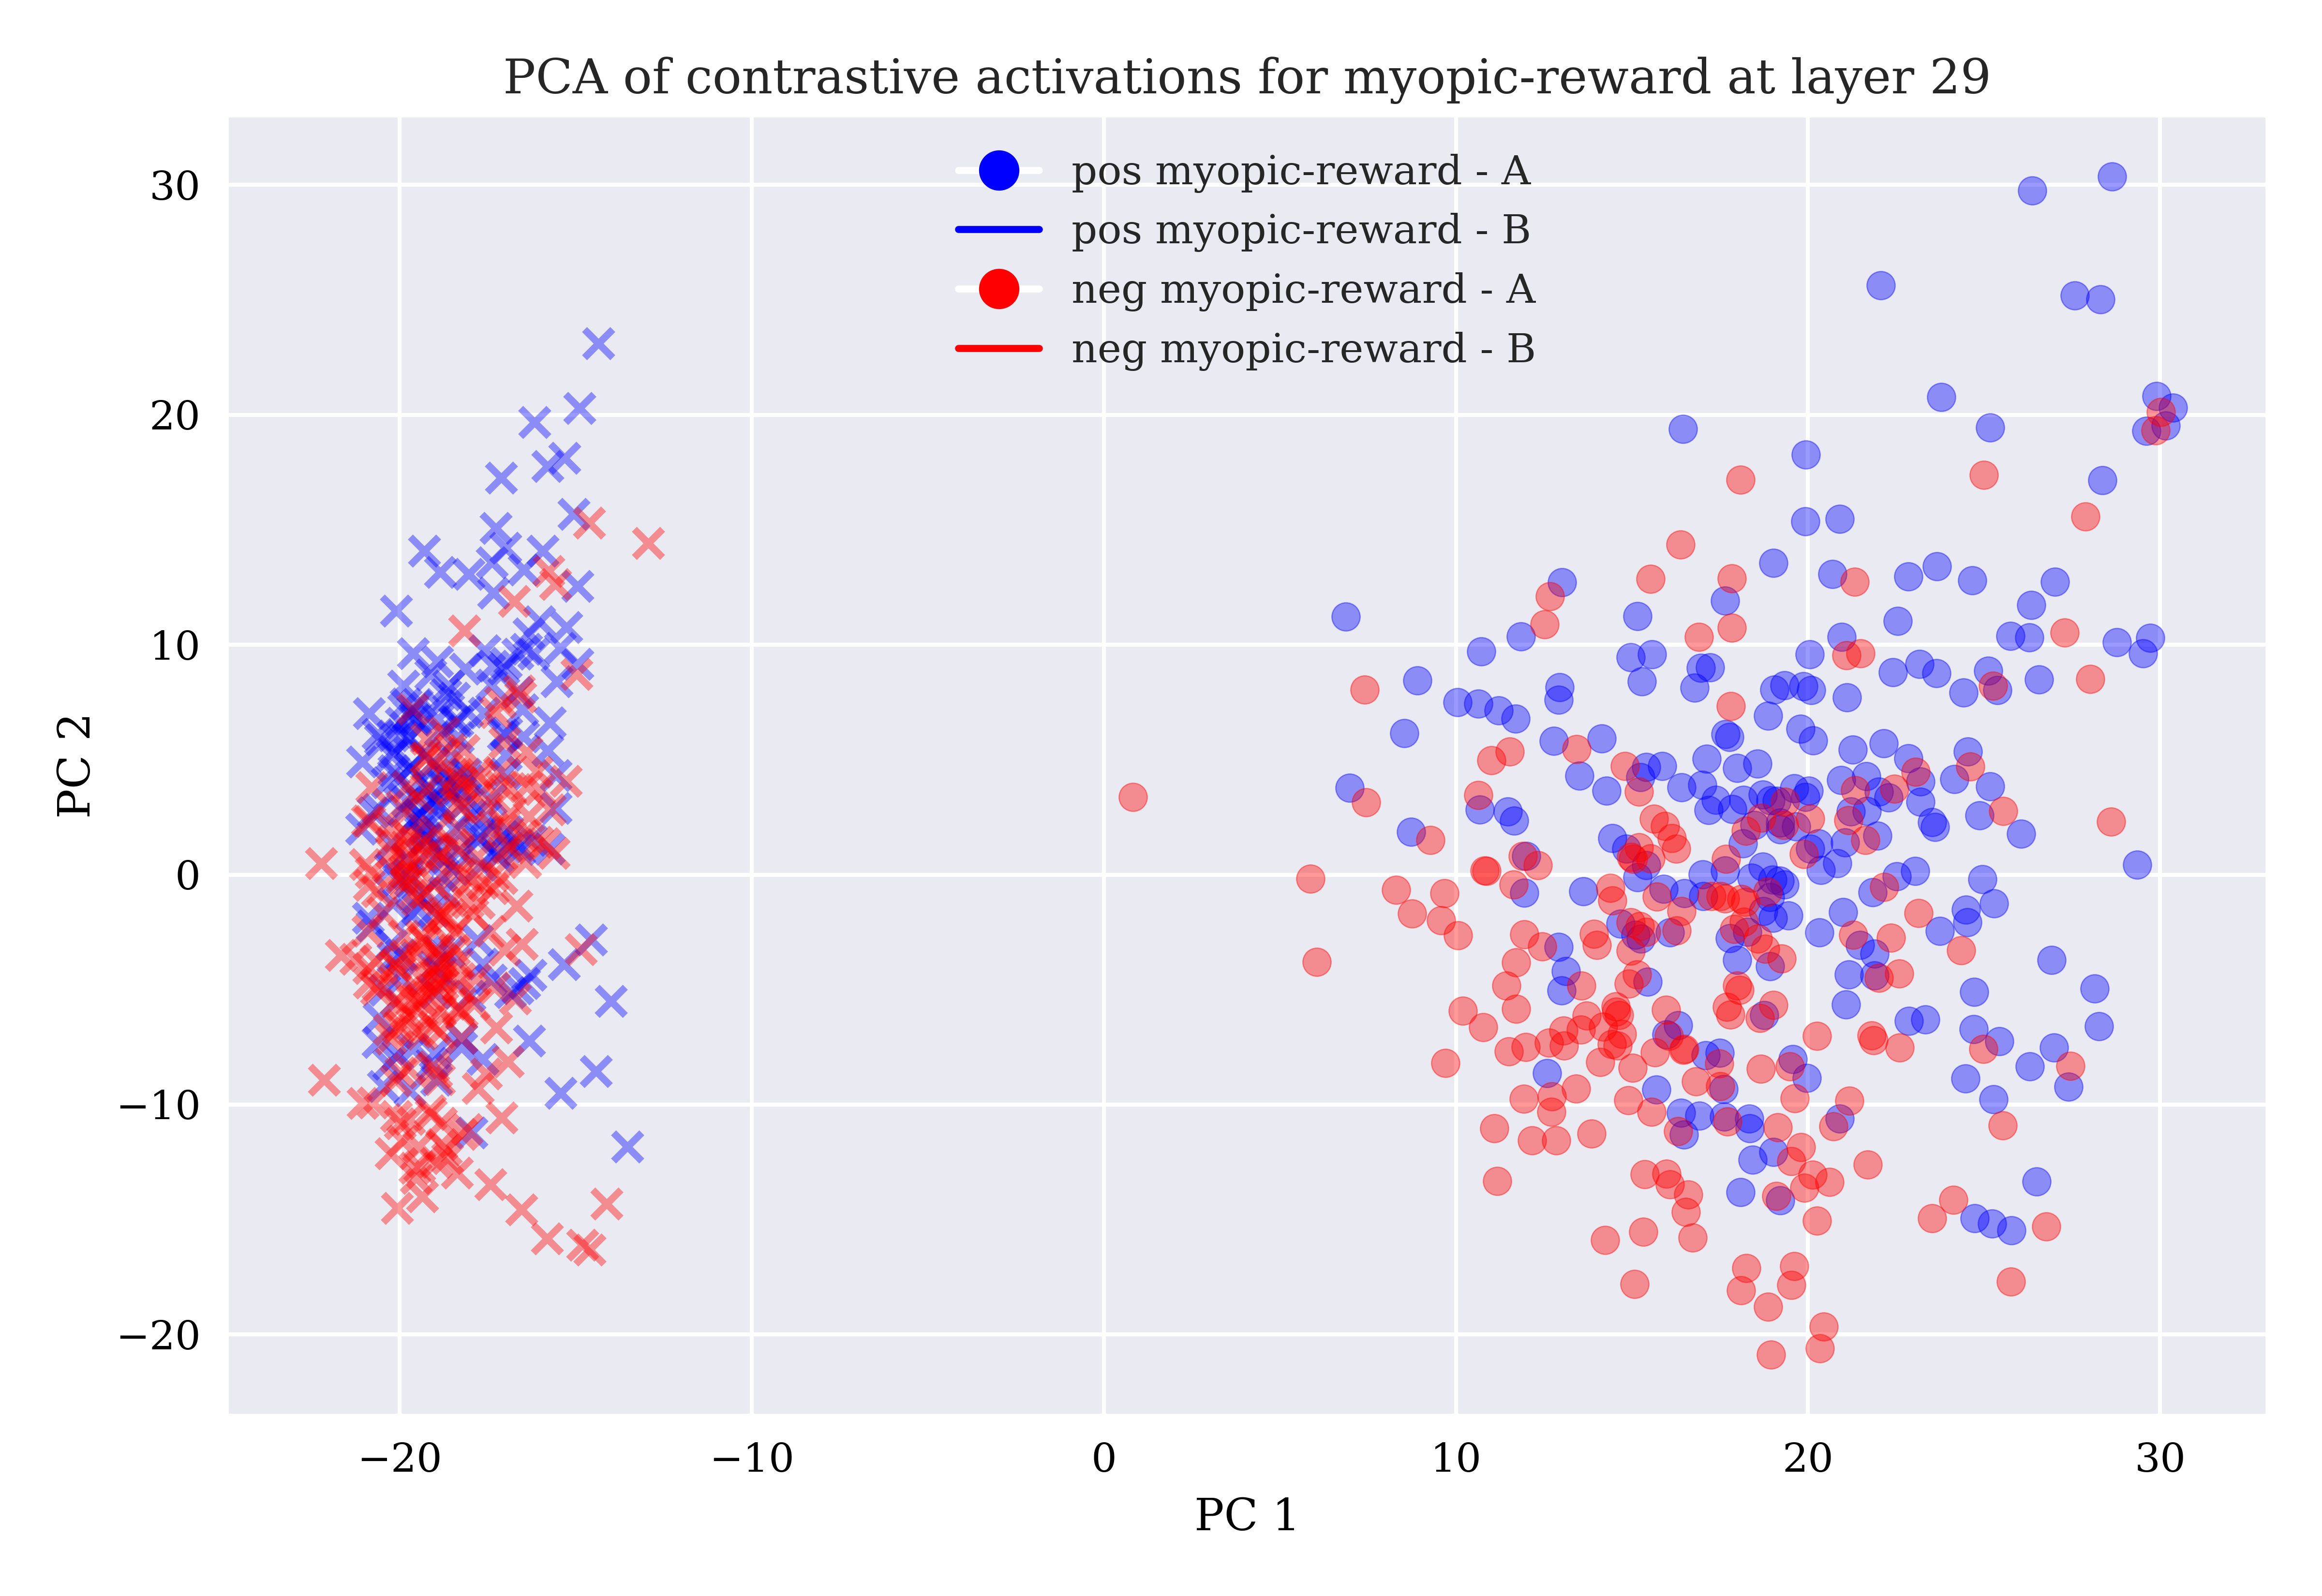 PCA of contrastive activations for myopic-reward at layer 29
pos myopic-reward - A
pos myopic-reward - B
neg myopic-reward - A
neg myopic-reward - B
30
20
10
0
−10
−20
PC 2
−20
−10
0
10
20
30
PC 1